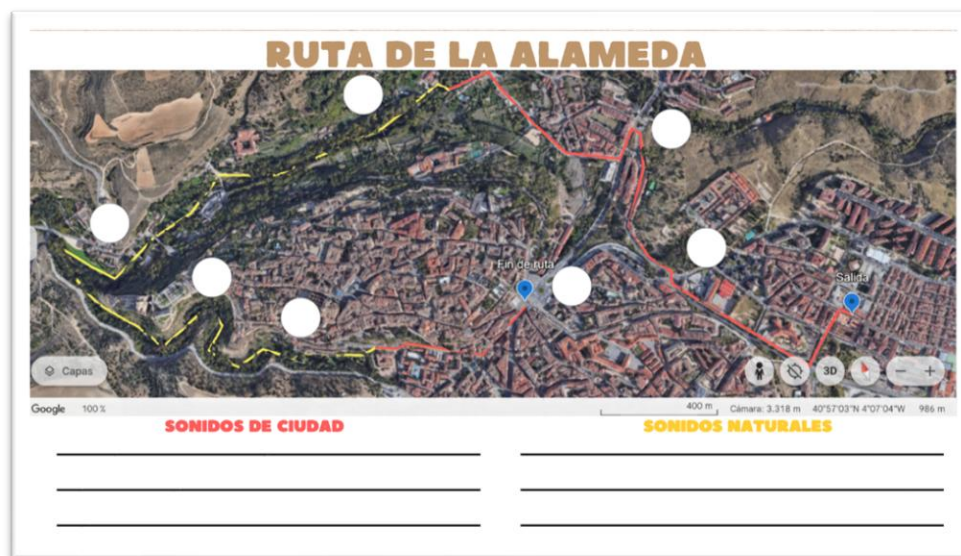 RUTA DE LA ALAMEDA
Fin de ruta
Salida
Capas
3D
Google 100 % 400 m Cámara: 3.318 m 40°57'03"N 4°07'04"W 986 m
SONIDOS DE CIUDAD
SONIDOS NATURALES